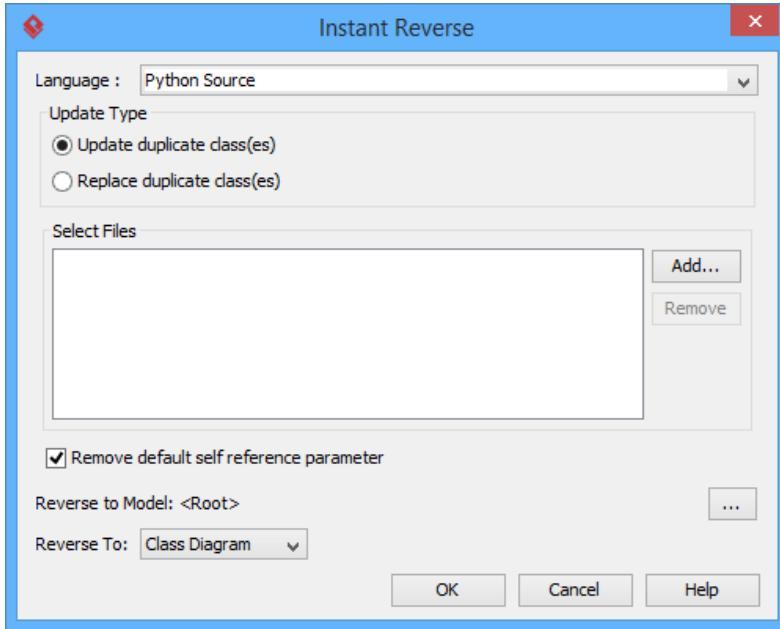 Instant Reverse
Language : Python Source
Update Type
Update duplicate class(es)
Replace duplicate class(es)
Select Files
Add...
Remove
Remove default self reference parameter
Reverse to Model: <Root> ...
Reverse To: Class Diagram
OK Cancel Help